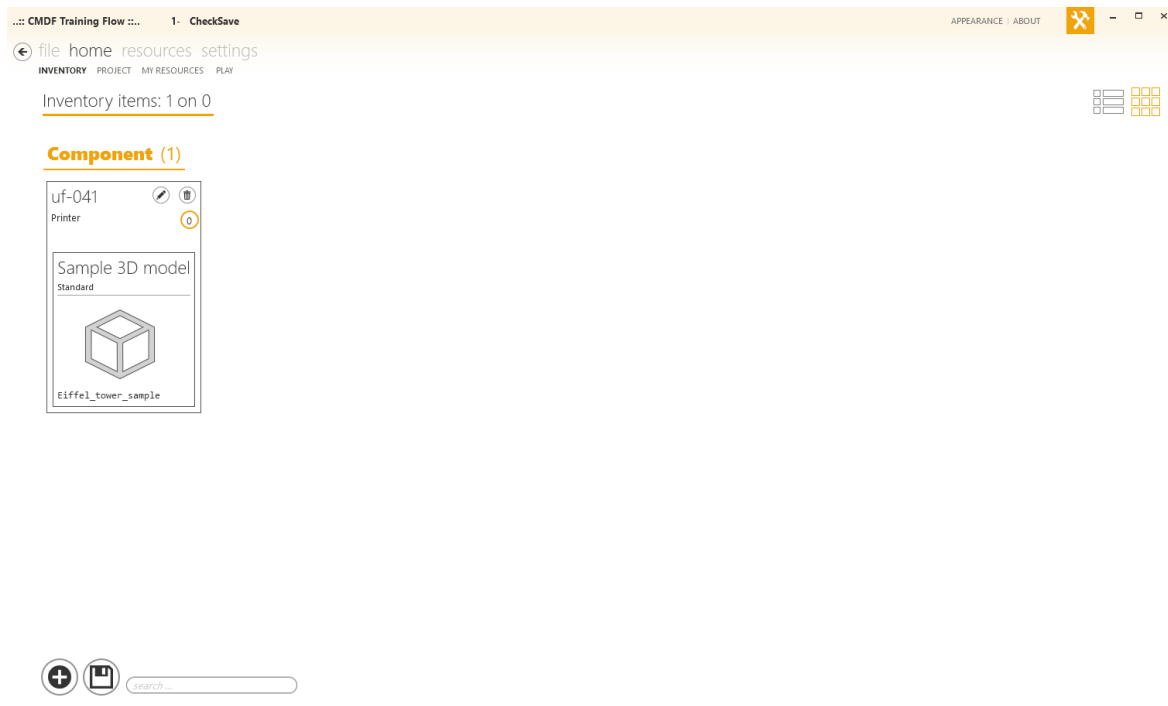 ..:: CMDF Training Flow ::.. 1- CheckSave APPEARANCE | ABOUT
file home resources settings
INVENTORY PROJECT MY RESOURCES PLAY
Inventory items: 1 on 0
Component (1)
uf-041
Printer 0
Sample 3D model
Standard
Eiffel_tower_sample
search ...